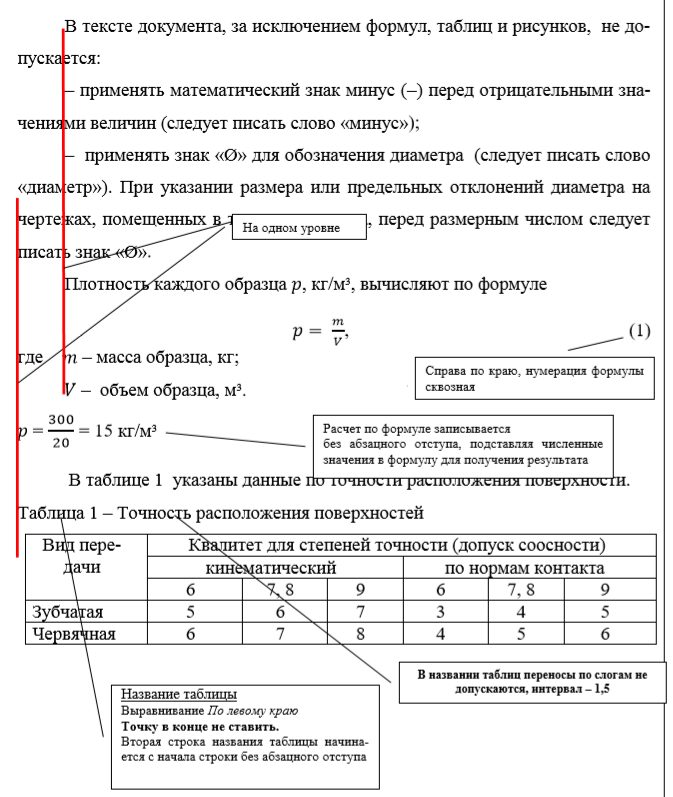 В тексте документа, за исключением формул, таблиц и рисунков, не до-
пускается:
– применять математический знак минус (–) перед отрицательными зна-
чениями величин (следует писать слово «минус»);
– применять знак «Ø» для обозначения диаметра (следует писать слово
«диаметр»). При указании размера или предельных отклонений диаметра на
чертежах, помещенных в
На одном уровне
, перед размерным числом следует
писать знак «Ø».
Плотность каждого образца p, кг/м³, вычисляют по формуле
p = m/V, (1)
где m – масса образца, кг;
Справа по краю, нумерация формулы
сквозная
V – объем образца, м³.
p = 300/20 = 15 кг/м³
Расчет по формуле записывается
без абзацного отступа, подставляя численные
значения в формулу для получения результата
В таблице 1 указаны данные по точности расположения поверхности.
Таблица 1 – Точность расположения поверхностей
Вид пере-
дачи
Квалитет для степеней точности (допуск соосности)
кинематический по нормам контакта
6 7, 8 9 6 7, 8 9
Зубчатая 5 6 7 3 4 5
Червячная 6 7 8 4 5 6
В названии таблиц переносы по слогам не
допускаются, интервал – 1,5
Название таблицы
Выравнивание По левому краю
Точку в конце не ставить.
Вторая строка названия таблицы начина-
ется с начала строки без абзацного отступа